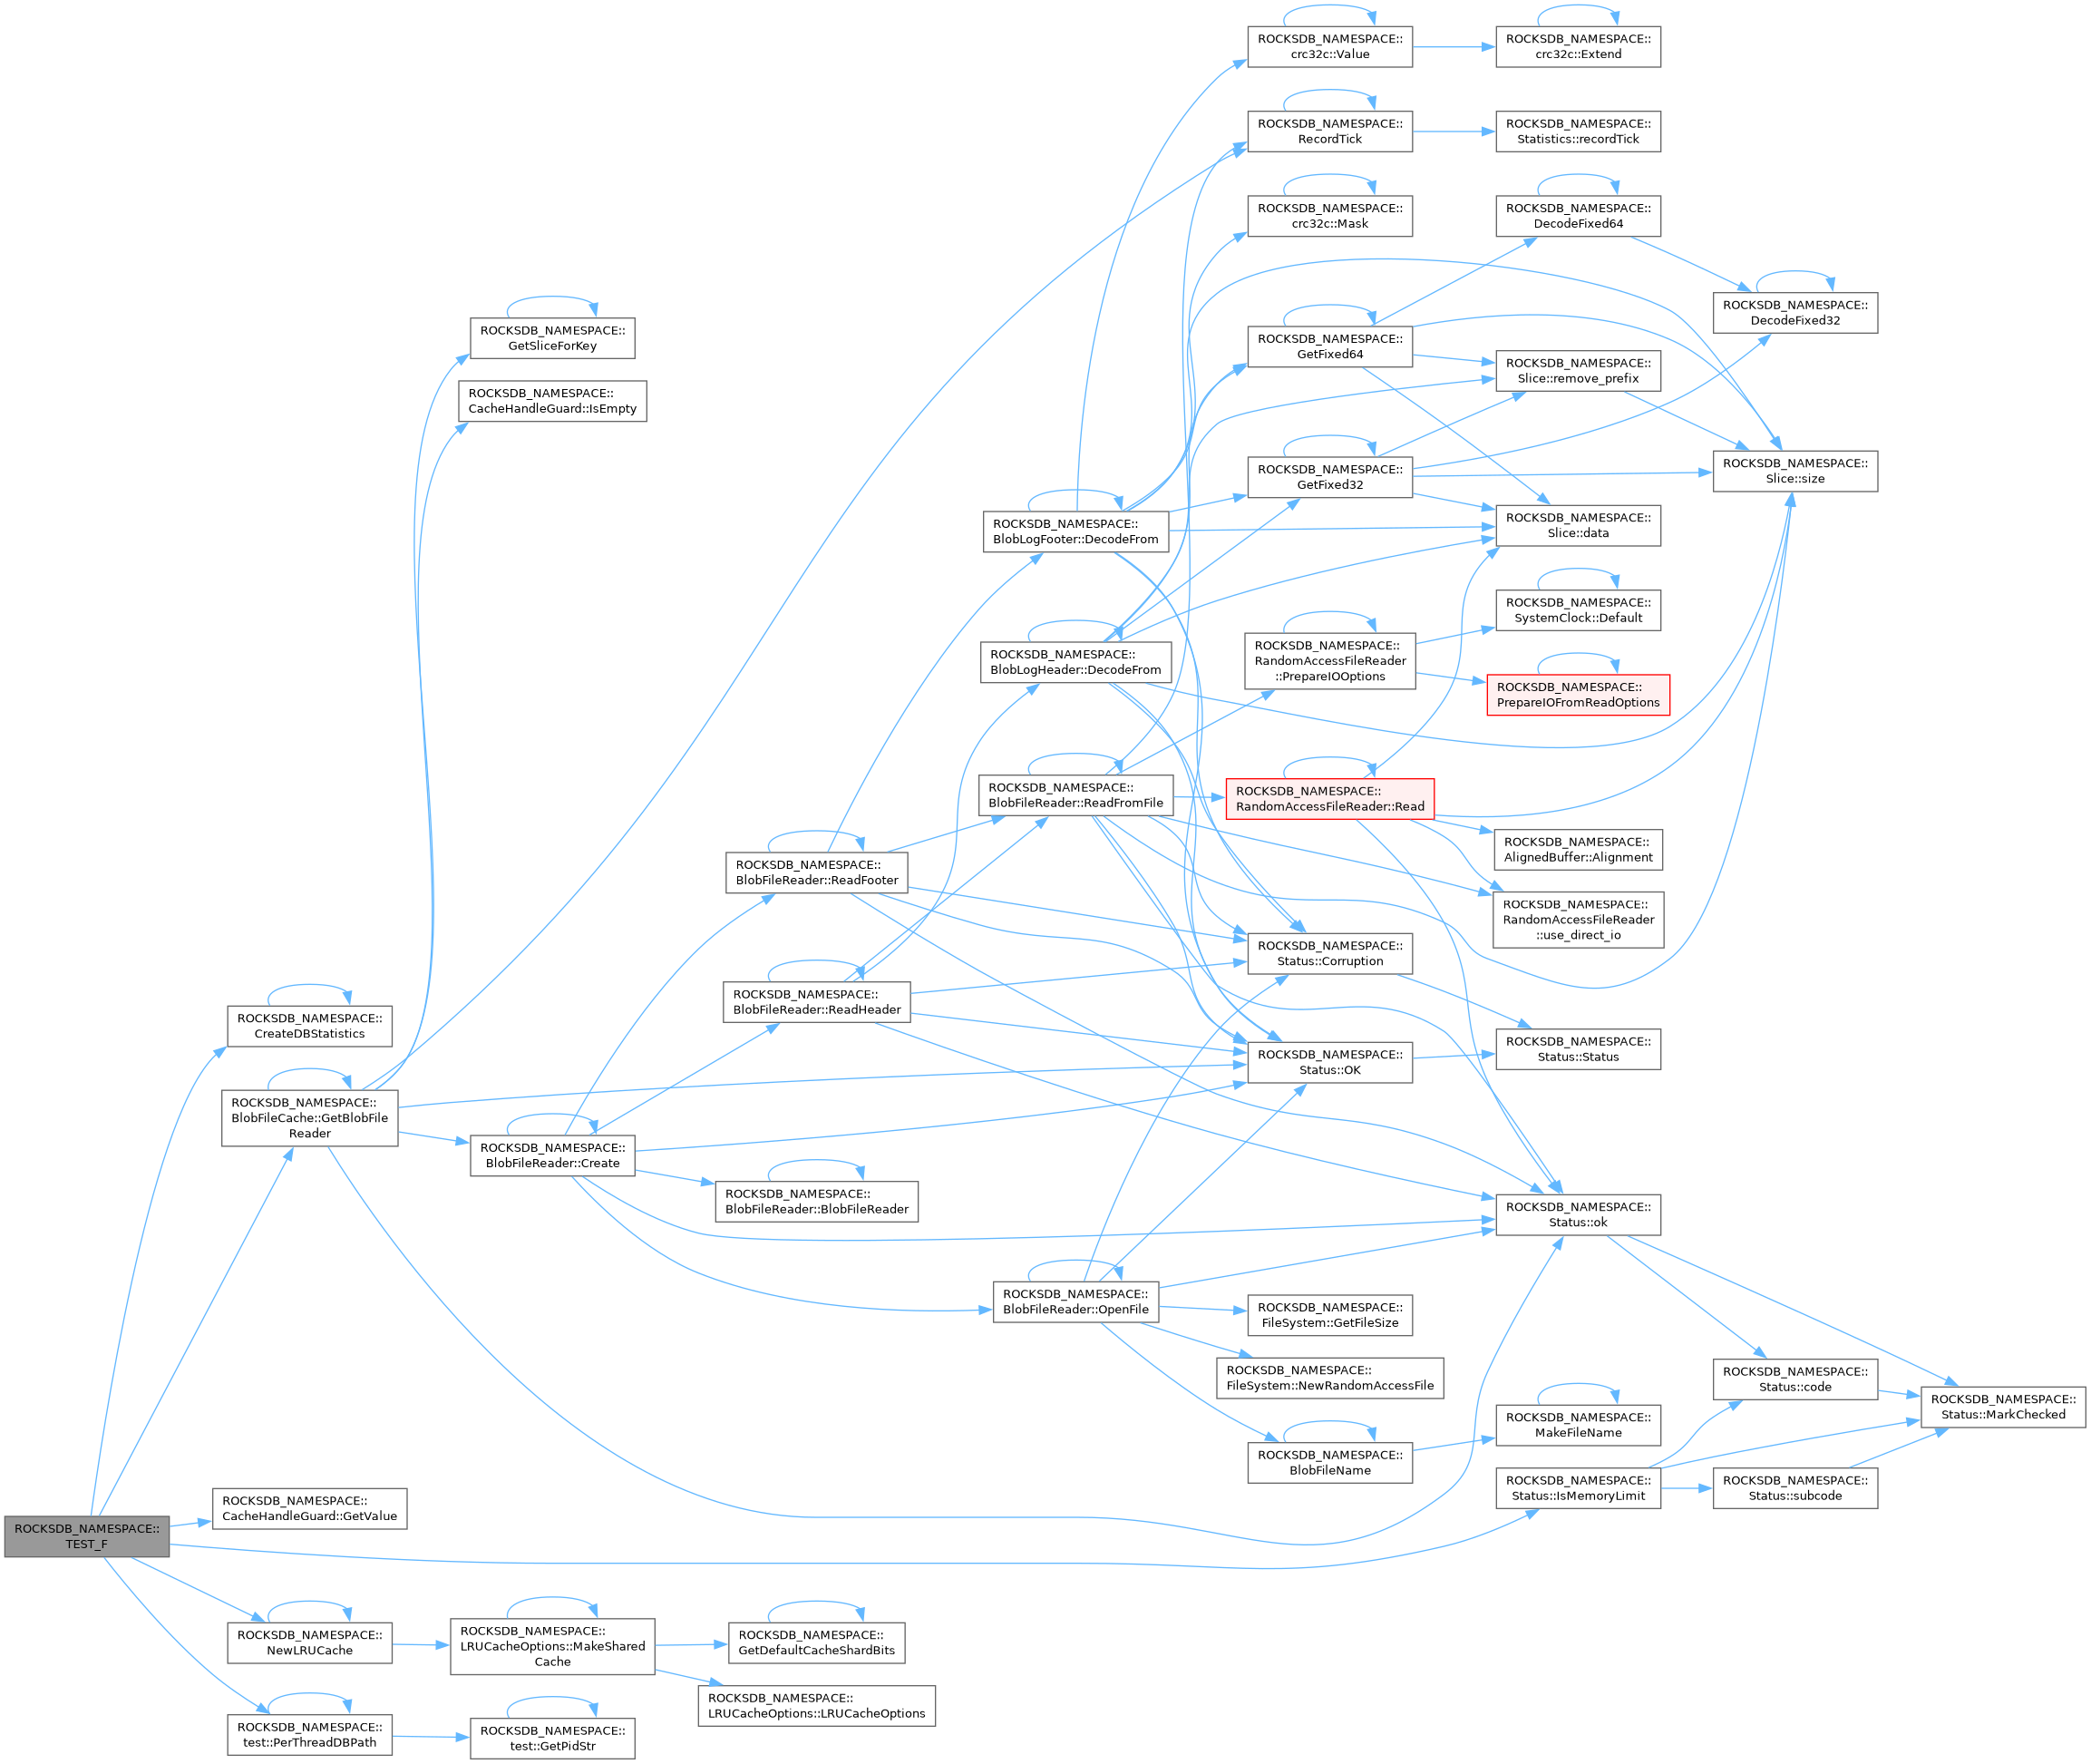 ROCKSDB_NAMESPACE::
TEST_F
ROCKSDB_NAMESPACE::
CreateDBStatistics
ROCKSDB_NAMESPACE::
BlobFileCache::GetBlobFile
Reader
ROCKSDB_NAMESPACE::
CacheHandleGuard::GetValue
ROCKSDB_NAMESPACE::
NewLRUCache
ROCKSDB_NAMESPACE::
test::PerThreadDBPath
ROCKSDB_NAMESPACE::
GetSliceForKey
ROCKSDB_NAMESPACE::
CacheHandleGuard::IsEmpty
ROCKSDB_NAMESPACE::
BlobFileReader::Create
ROCKSDB_NAMESPACE::
LRUCacheOptions::MakeShared
Cache
ROCKSDB_NAMESPACE::
test::GetPidStr
ROCKSDB_NAMESPACE::
BlobFileReader::ReadFooter
ROCKSDB_NAMESPACE::
BlobFileReader::ReadHeader
ROCKSDB_NAMESPACE::
BlobFileReader::BlobFileReader
ROCKSDB_NAMESPACE::
GetDefaultCacheShardBits
ROCKSDB_NAMESPACE::
LRUCacheOptions::LRUCacheOptions
ROCKSDB_NAMESPACE::
BlobLogFooter::DecodeFrom
ROCKSDB_NAMESPACE::
BlobLogHeader::DecodeFrom
ROCKSDB_NAMESPACE::
BlobFileReader::ReadFromFile
ROCKSDB_NAMESPACE::
BlobFileReader::OpenFile
ROCKSDB_NAMESPACE::
crc32c::Value
ROCKSDB_NAMESPACE::
RecordTick
ROCKSDB_NAMESPACE::
crc32c::Mask
ROCKSDB_NAMESPACE::
GetFixed64
ROCKSDB_NAMESPACE::
GetFixed32
ROCKSDB_NAMESPACE::
RandomAccessFileReader
::PrepareIOOptions
ROCKSDB_NAMESPACE::
RandomAccessFileReader::Read
ROCKSDB_NAMESPACE::
Status::Corruption
ROCKSDB_NAMESPACE::
Status::OK
ROCKSDB_NAMESPACE::
FileSystem::GetFileSize
ROCKSDB_NAMESPACE::
FileSystem::NewRandomAccessFile
ROCKSDB_NAMESPACE::
BlobFileName
ROCKSDB_NAMESPACE::
crc32c::Extend
ROCKSDB_NAMESPACE::
Statistics::recordTick
ROCKSDB_NAMESPACE::
DecodeFixed64
ROCKSDB_NAMESPACE::
Slice::remove_prefix
ROCKSDB_NAMESPACE::
Slice::data
ROCKSDB_NAMESPACE::
SystemClock::Default
ROCKSDB_NAMESPACE::
PrepareIOFromReadOptions
ROCKSDB_NAMESPACE::
AlignedBuffer::Alignment
ROCKSDB_NAMESPACE::
RandomAccessFileReader
::use_direct_io
ROCKSDB_NAMESPACE::
Status::Status
ROCKSDB_NAMESPACE::
Status::ok
ROCKSDB_NAMESPACE::
MakeFileName
ROCKSDB_NAMESPACE::
Status::IsMemoryLimit
ROCKSDB_NAMESPACE::
DecodeFixed32
ROCKSDB_NAMESPACE::
Slice::size
ROCKSDB_NAMESPACE::
Status::code
ROCKSDB_NAMESPACE::
Status::subcode
ROCKSDB_NAMESPACE::
Status::MarkChecked